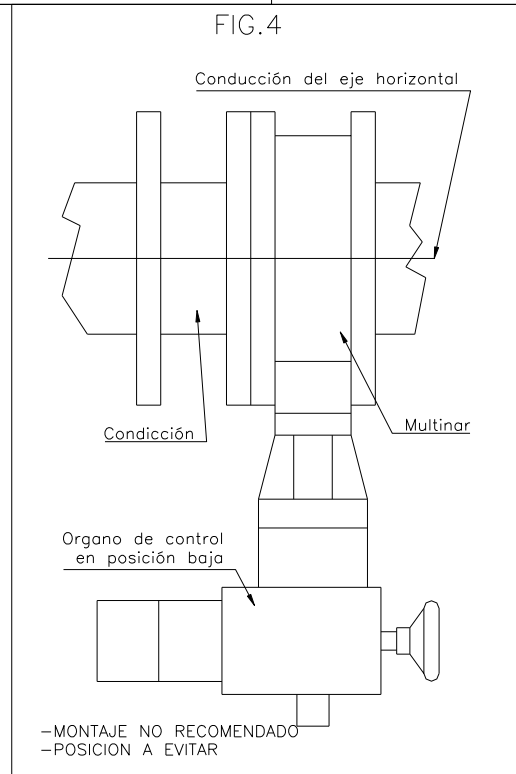 FIG.4
Conducción del eje horizontal
Condicción
Multinar
Organo de control
en posición baja
-MONTAJE NO RECOMENDADO
-POSICION A EVITAR